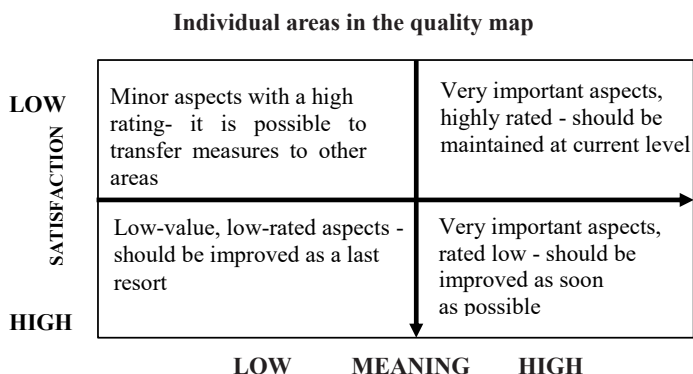 Individual areas in the quality map
LOW
SATISFACTION
HIGH
Minor aspects with a high
rating- it is possible to
transfer measures to other
areas
Very important aspects,
highly rated - should be
maintained at current level
Low-value, low-rated aspects -
should be improved as a last
resort
Very important aspects,
rated low - should be
improved as soon
as possible
LOW MEANING HIGH